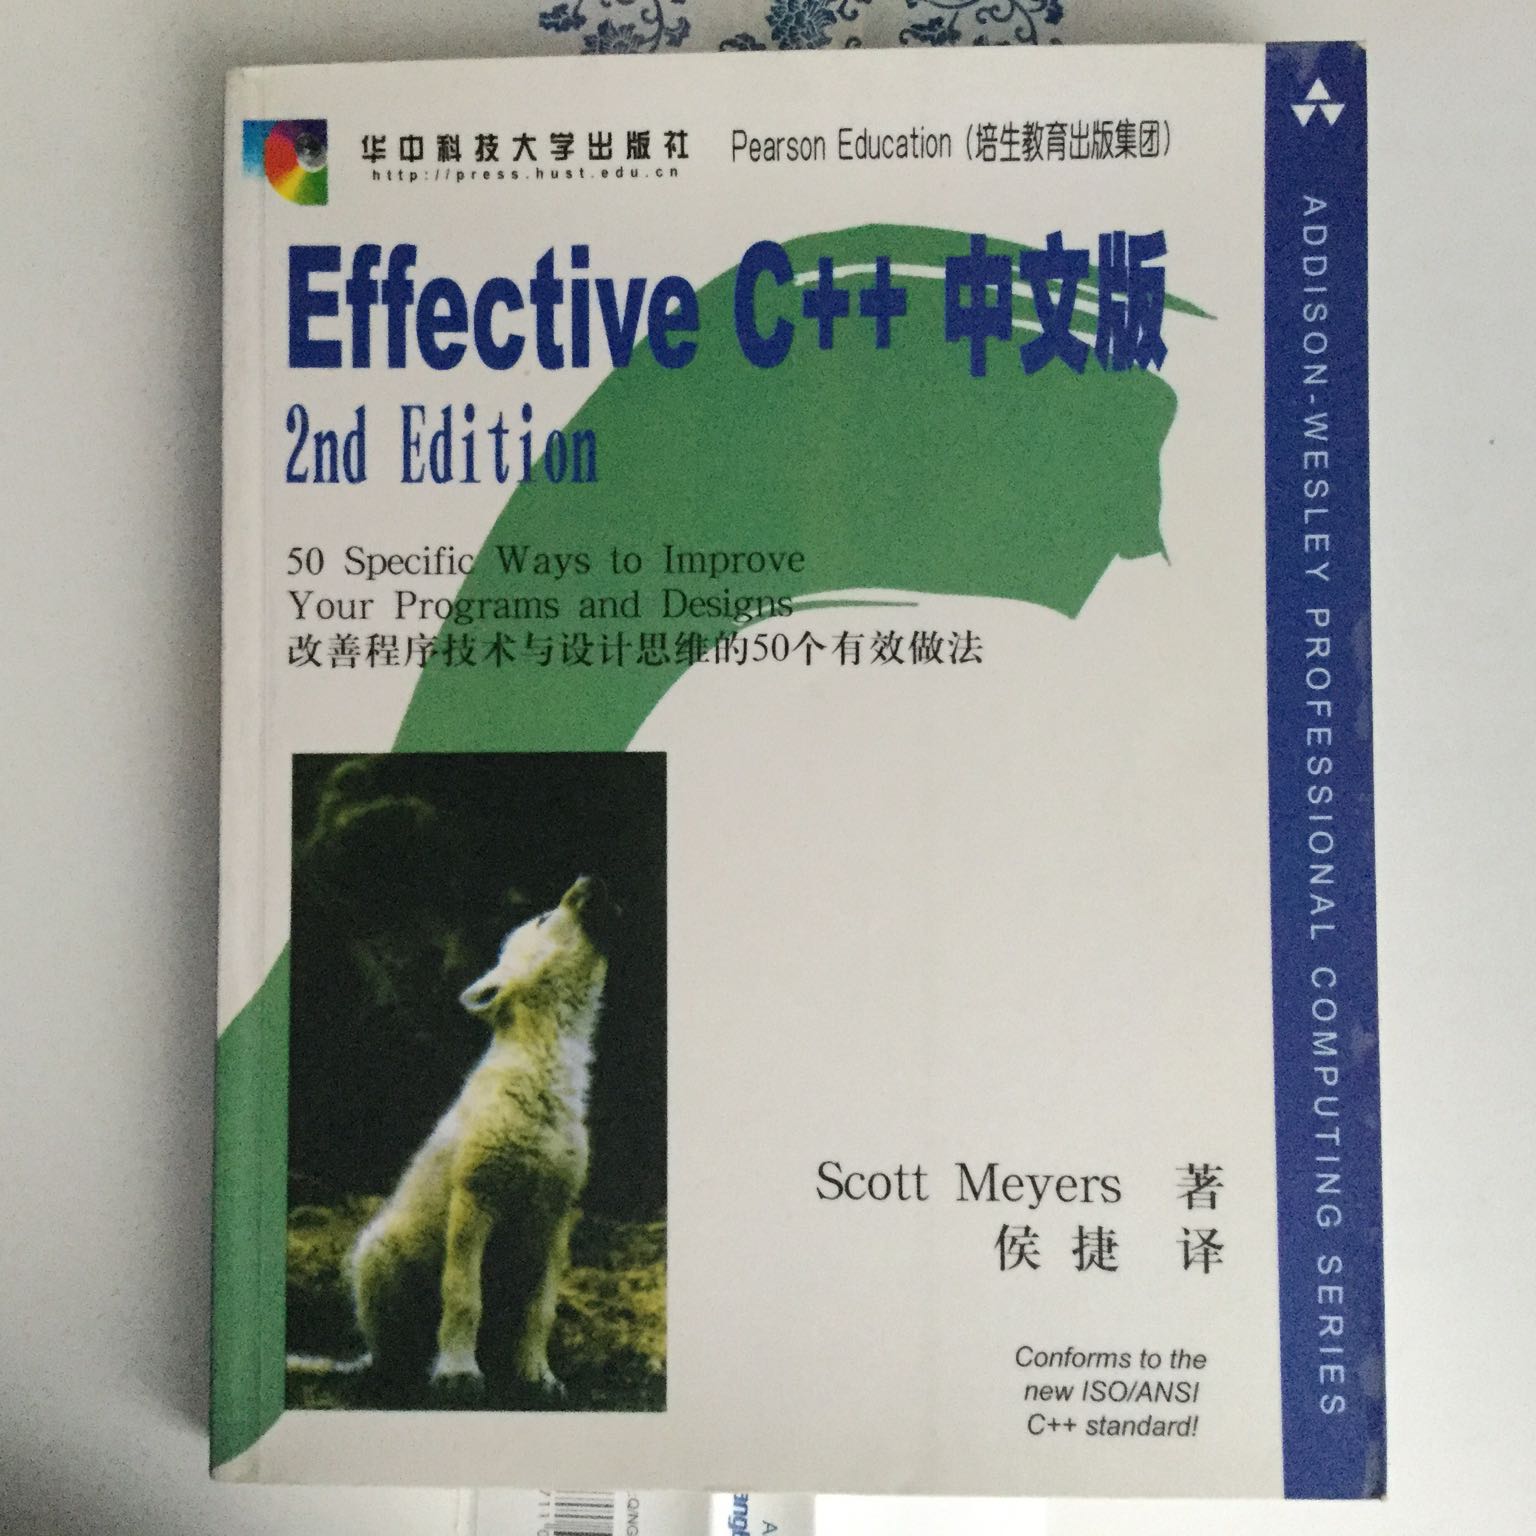 华中科技大学出版社
http://press.hust.edu.cn
Pearson Education (培生教育出版集团)
Effective C++ 中文版
2nd Edition
50 Specific Ways to Improve
Your Programs and Designs
改善程序技术与设计思维的50个有效做法
Scott Meyers 著
侯捷 译
Conforms to the
new ISO/ANSI
C++ standard!
ADDISON-WESLEY PROFESSIONAL COMPUTING SERIES